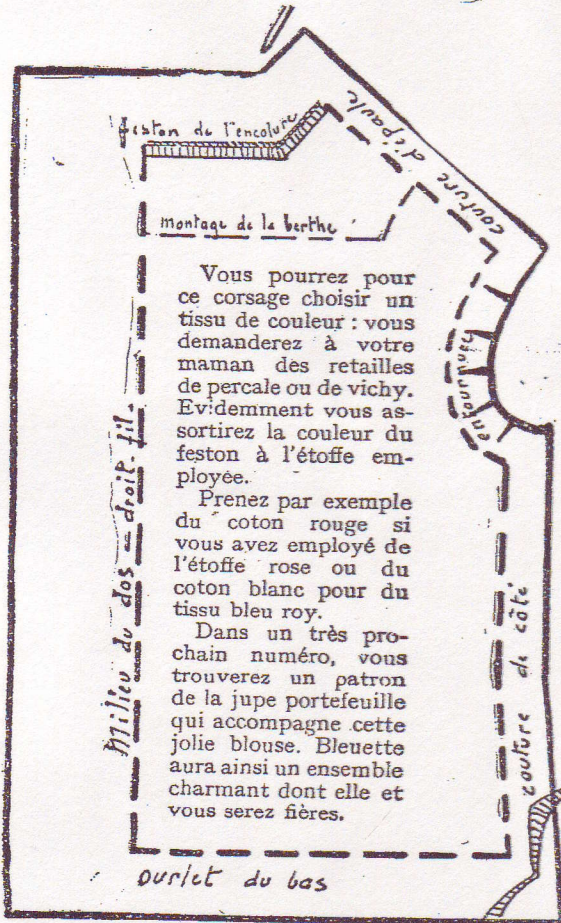 feston de l'encolure
couture d'épaule
montage de la berthe
entournure
Vous pourrez pour
ce corsage choisir un
tissu de couleur : vous
demanderez à votre
maman des retailles
de percale ou de vichy.
Evidemment vous as-
sortirez la couleur du
feston à l'étoffe em-
ployée.
Prenez par exemple
du coton rouge si
vous avez employé de
l'étoffe rose ou du
coton blanc pour du
tissu bleu roy.
Dans un très pro-
chain numéro, vous
trouverez un patron
de la jupe portefeuille
qui accompagne cette
jolie blouse. Bleuette
aura ainsi un ensemble
charmant dont elle et
vous serez fières.
Milieu du dos — droit-fil-
couture de côté
ourlet du bas